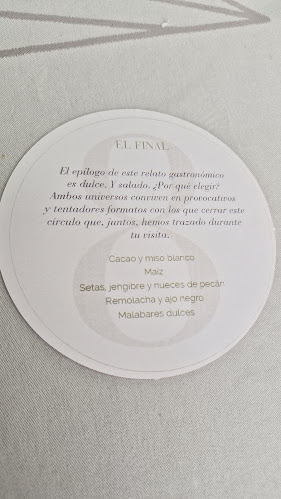 EL FINAL
El epílogo de este relato gastronómico
es dulce. Y salado. ¿Por qué elegir?
Ambos universos conviven en provocativos
y tentadores formatos con los que cerrar este
círculo que, juntos, hemos trazado durante
tu visita.
Cacao y miso blanco
Maíz
Setas, jengibre y nueces de pecán
Remolacha y ajo negro
Malabares dulces
8